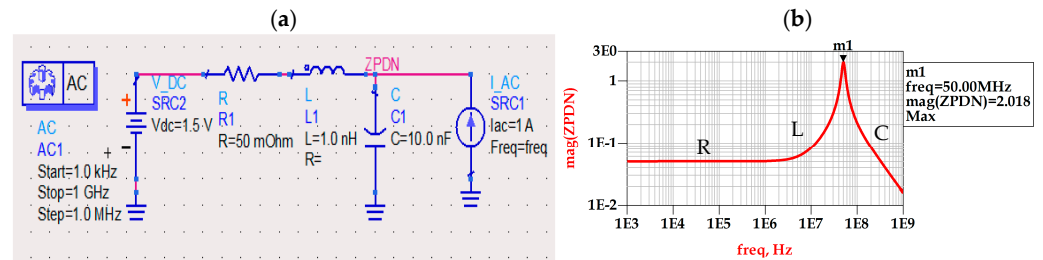 (a)
AC
AC
AC1
Start=1.0 kHz
Stop=1 GHz
Step=1.0 MHz
+
−
V_DC
SRC2
Vdc=1.5 V
R
R1
R=50 mOhm
L
L1
L=1.0 nH
R=
ZPDN
C
C1
C=10.0 nF
I_AC
SRC1
Iac=1 A
Freq=freq
+
(b)
m1
3E0
1
1E-1
1E-2
mag(ZPDN)
R
L
C
1E3 1E4 1E5 1E6 1E7 1E8 1E9
freq, Hz
m1
freq=50.00MHz
mag(ZPDN)=2.018
Max